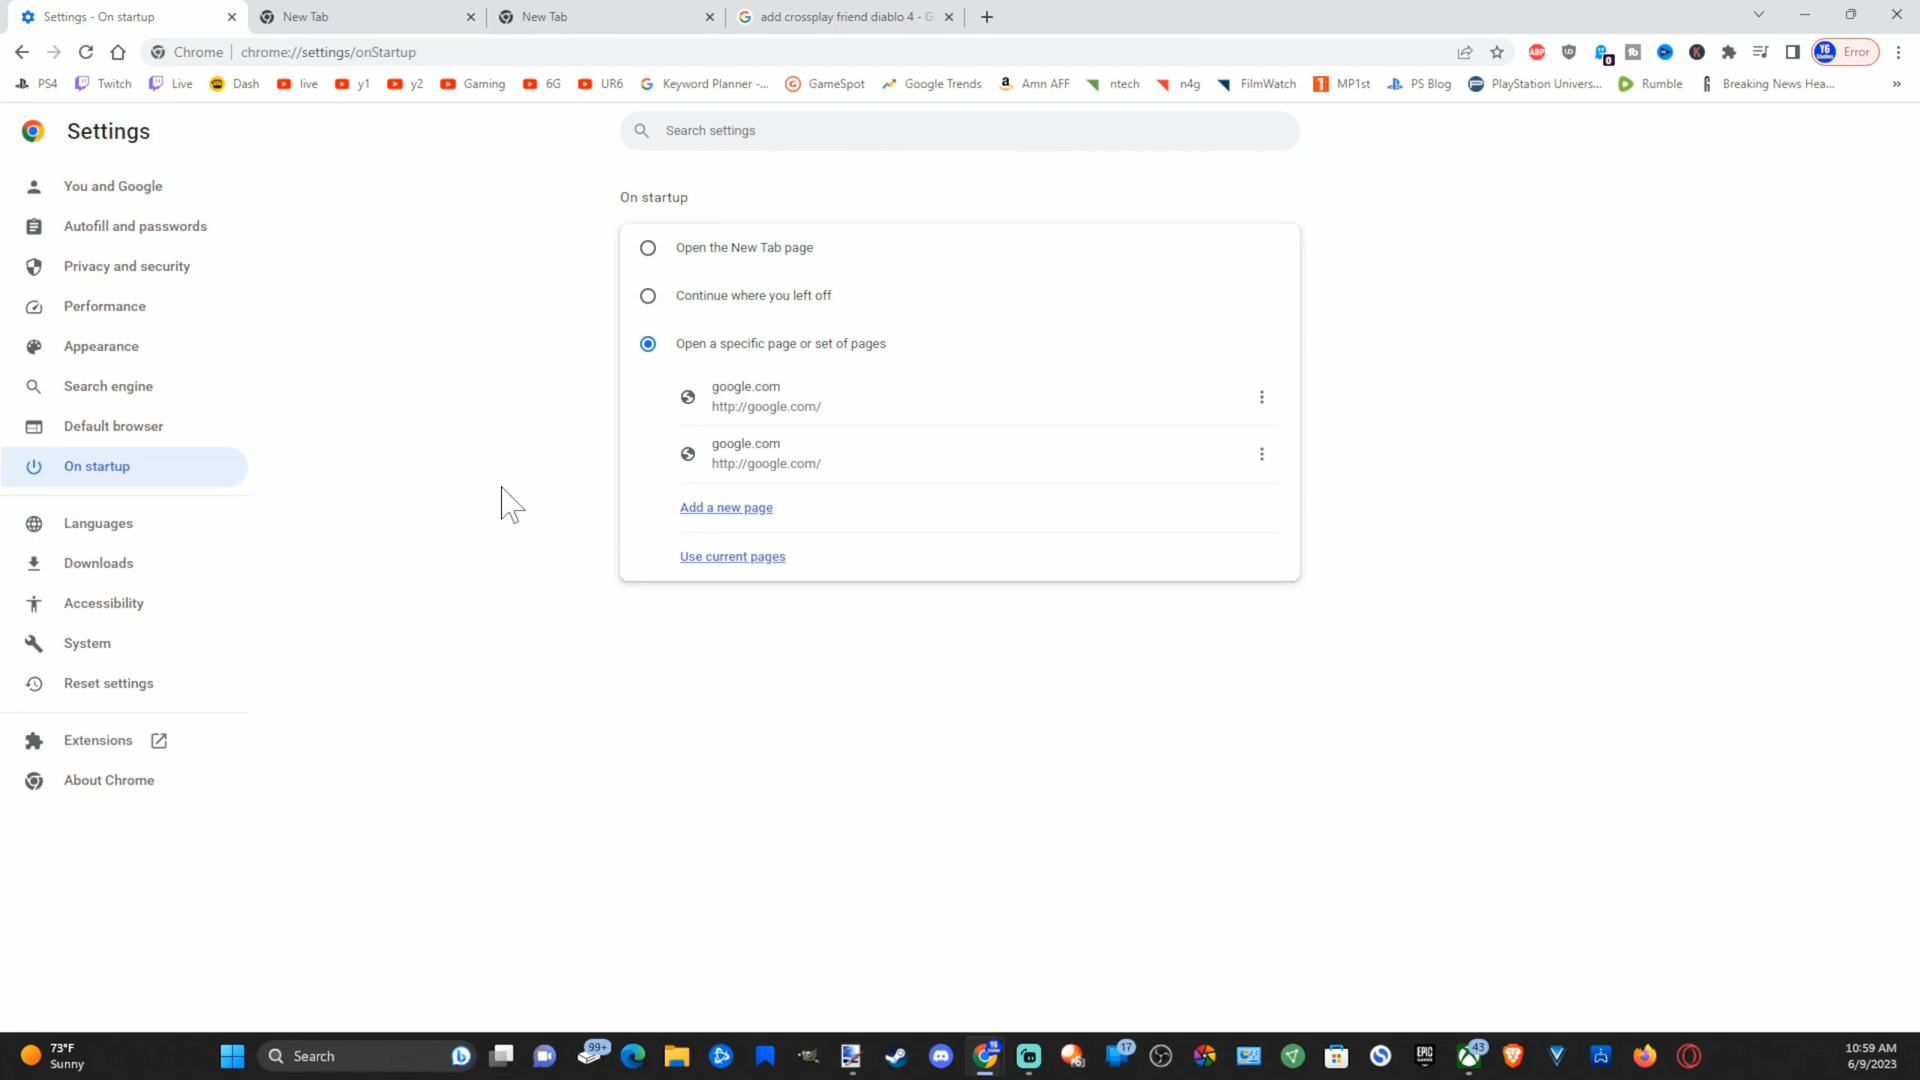 Settings - On startup
New Tab
New Tab
add crossplay friend diablo 4 - G
Chrome
chrome://settings/onStartup
ABP
tb
K
0
Y6
Error
PS4
Twitch
Live
Dash
live
y1
y2
Gaming
6G
UR6
Keyword Planner -...
GameSpot
Google Trends
Amn AFF
ntech
n4g
FilmWatch
MP1st
PS Blog
PlayStation Univers...
Rumble
Breaking News Hea...
»
Settings
Search settings
You and Google
Autofill and passwords
Privacy and security
Performance
Appearance
Search engine
Default browser
On startup
Languages
Downloads
Accessibility
System
Reset settings
Extensions
About Chrome
On startup
Open the New Tab page
Continue where you left off
Open a specific page or set of pages
google.com
http://google.com/
google.com
http://google.com/
Add a new page
Use current pages
73°F
Sunny
Search
99+
17
EPIC
43
10:59 AM
6/9/2023